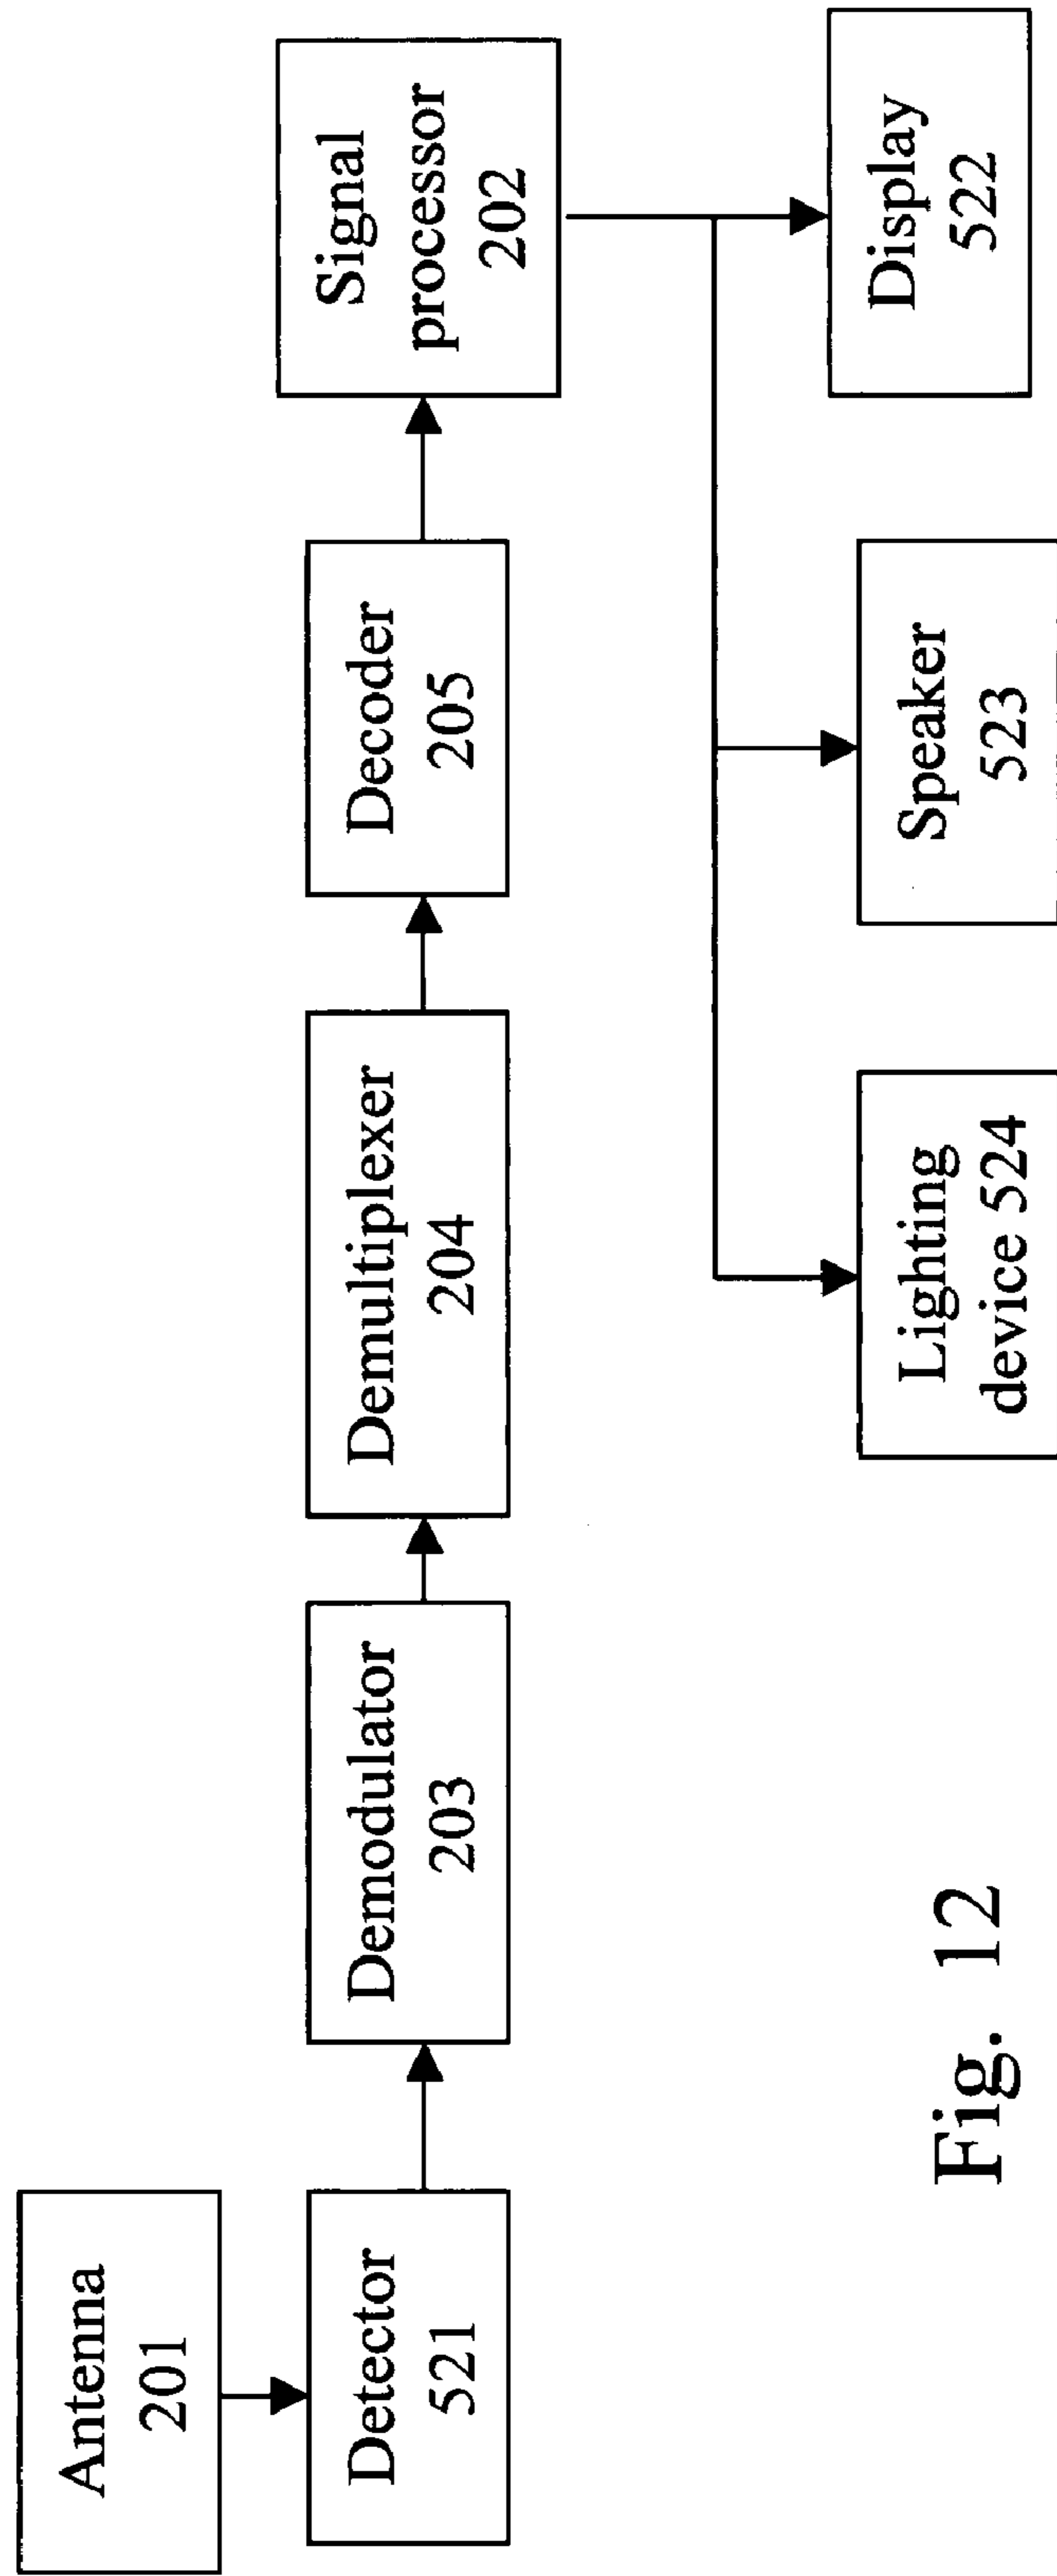 Antenna
201
Detector
521
Demodulator
203
Demultiplexer
204
Decoder
205
Signal
processor
202
Lighting
device 524
Speaker
523
Display
522
Fig. 12